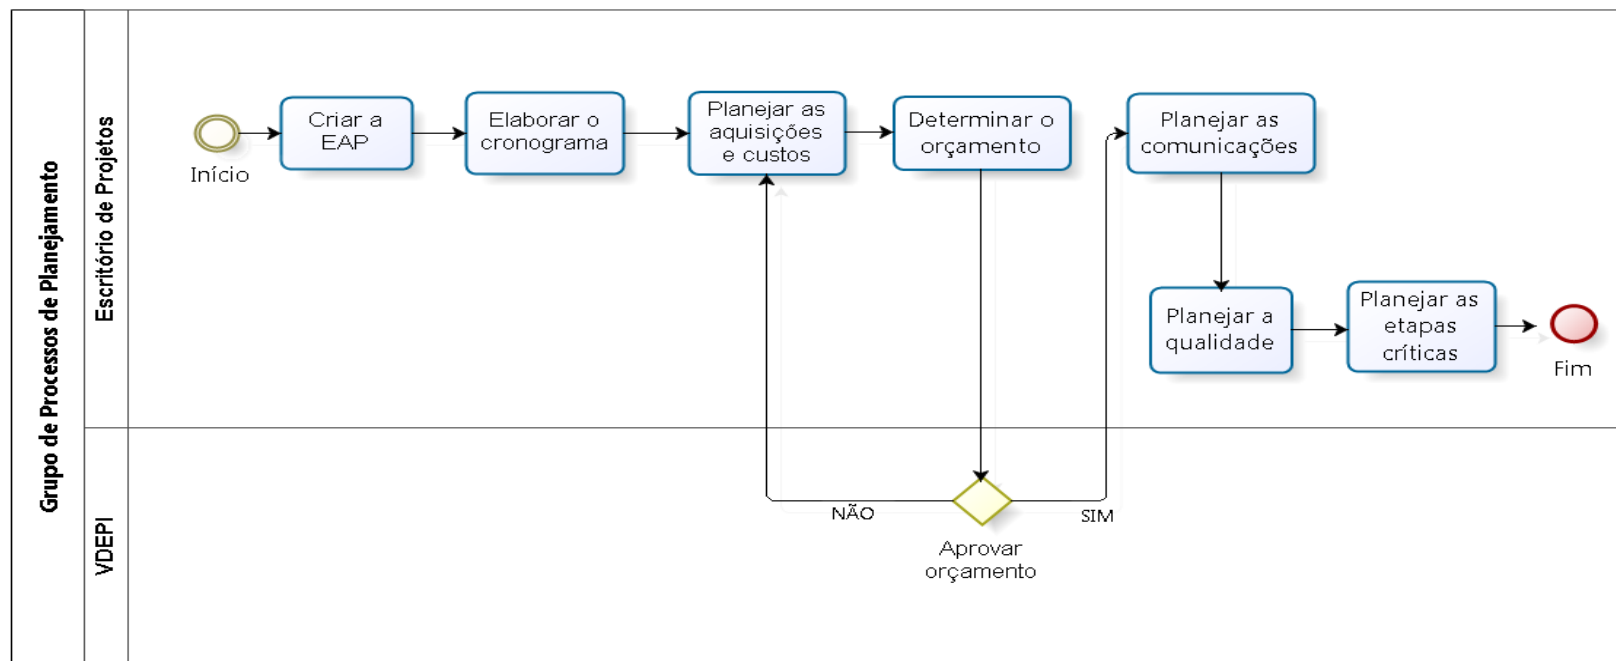 Grupo de Processos de Planejamento
Escritório de Projetos
Início
Criar a
EAP
Elaborar o
cronograma
Planejar as
aquisições
e custos
Determinar o
orçamento
Planejar as
comunicações
Planejar a
qualidade
Planejar as
etapas
críticas
Fim
VDEPI
NÃO
SIM
Aprovar
orçamento